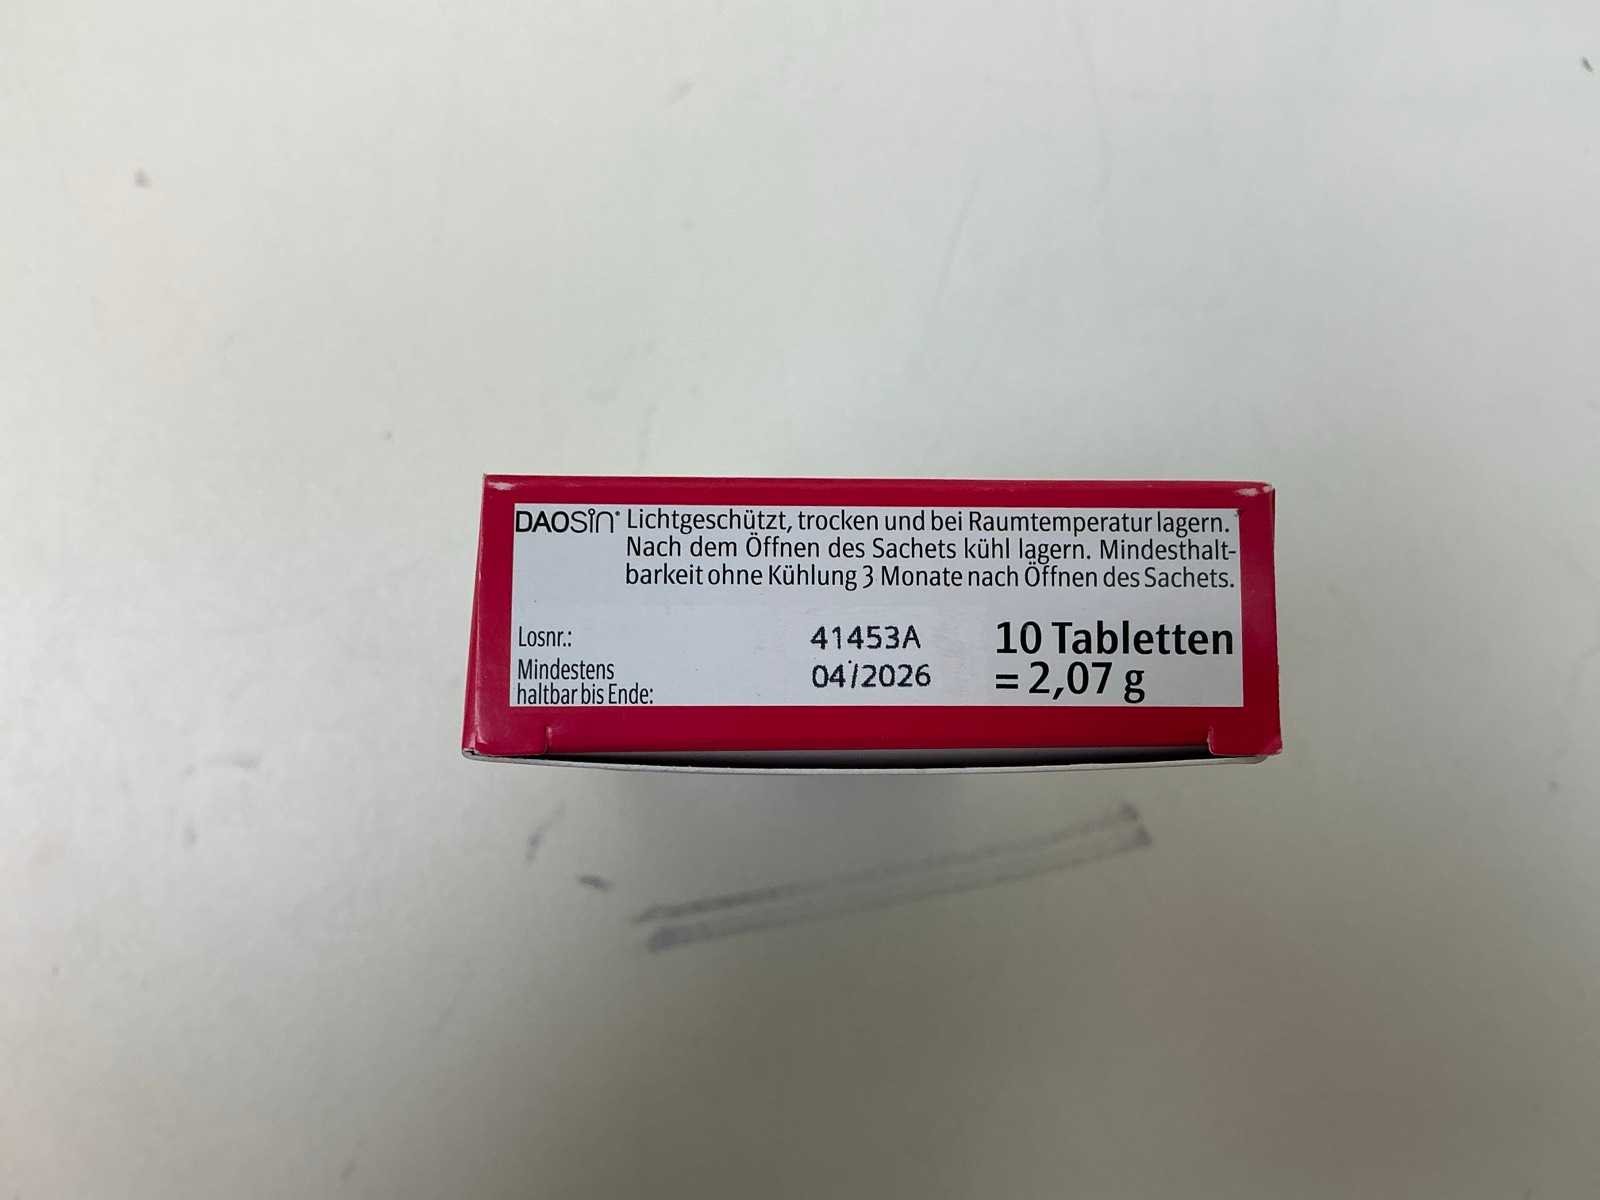 DAOSiN® Lichtgeschützt, trocken und bei Raumtemperatur lagern.
Nach dem Öffnen des Sachets kühl lagern. Mindesthalt-
barkeit ohne Kühlung 3 Monate nach Öffnen des Sachets.
Losnr.: 41453A 10 Tabletten
Mindestens 04/2026 = 2,07 g
haltbar bis Ende: